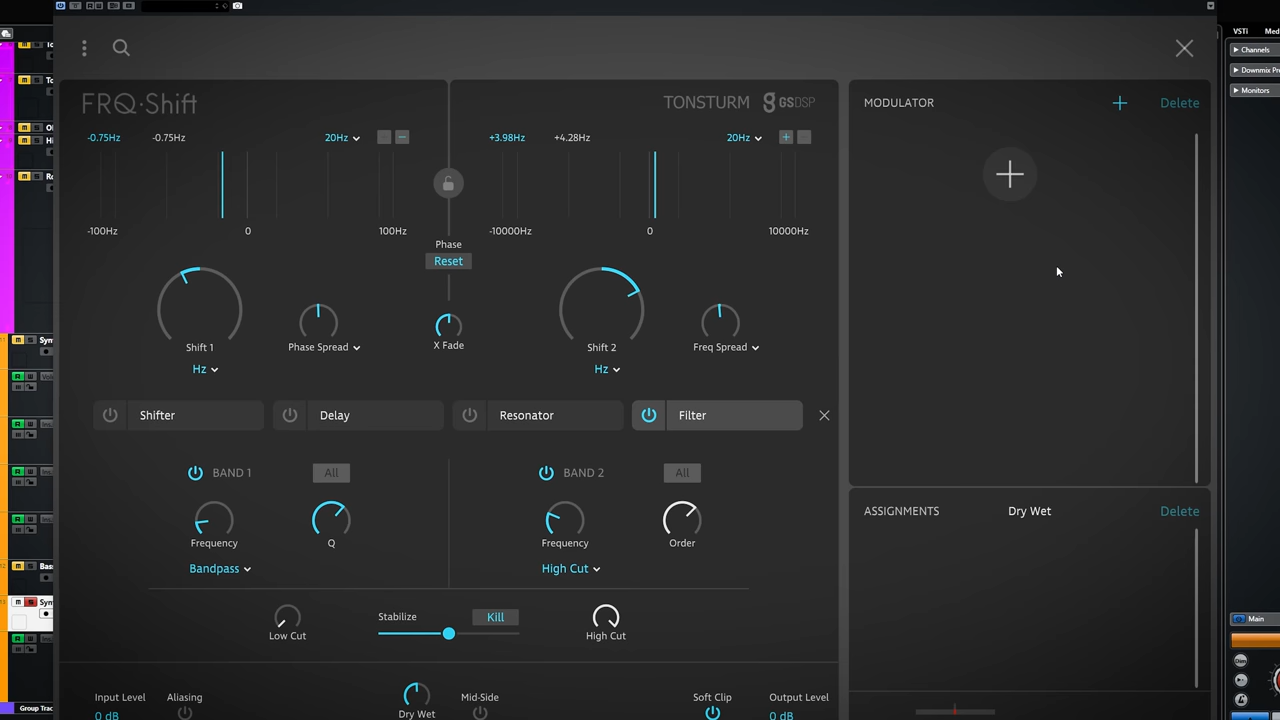 VSTi Med
Channels
Downmix Pre
Monitors
FRQ·Shift TONSTURM GSDSP
-0.75Hz -0.75Hz 20Hz +3.98Hz +4.28Hz 20Hz
-100Hz 0 100Hz -10000Hz 0 10000Hz
Phase
Reset
X Fade
Shift 1 Phase Spread Shift 2 Freq Spread
Hz Hz
Shifter Delay Resonator Filter
BAND 1 All BAND 2 All
Frequency Q Frequency Order
Bandpass High Cut
Low Cut Stabilize Kill High Cut
Input Level Aliasing Dry Wet Mid-Side Soft Clip Output Level
0 dB 0 dB
MODULATOR Delete
ASSIGNMENTS Dry Wet Delete
Main
Dim
Group Trac